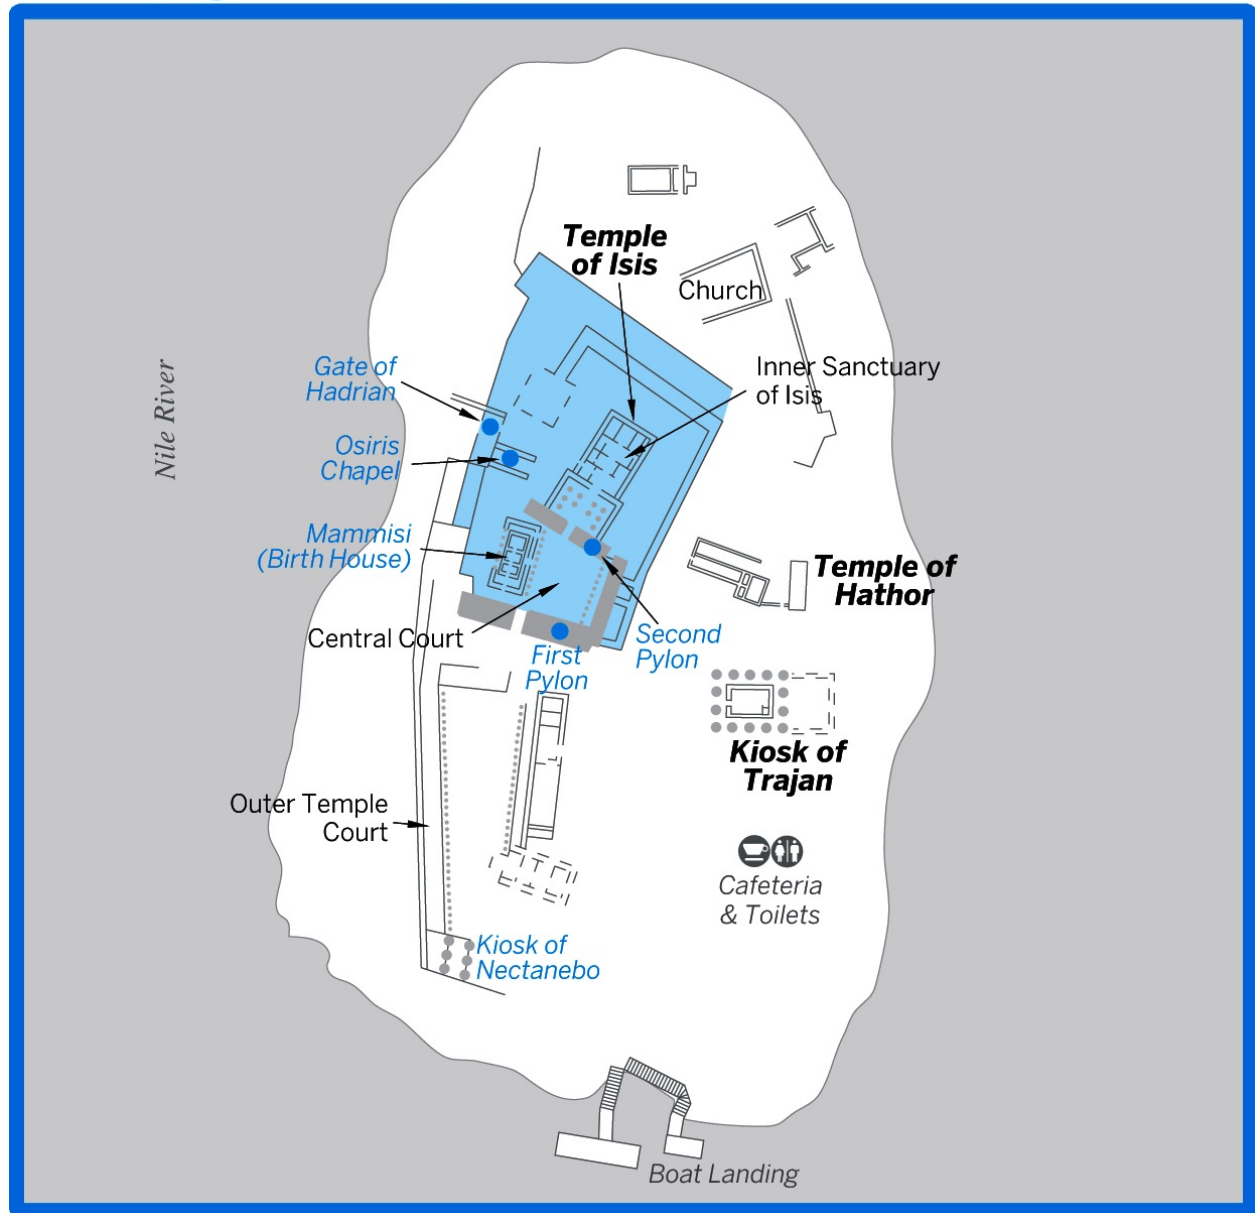 Temple
of Isis
Church
Gate of
Hadrian
Inner Sanctuary
of Isis
Nile River
Osiris
Chapel
Mammisi
(Birth House)
Temple of
Hathor
Central Court
Second
Pylon
First
Pylon
Kiosk of
Trajan
Outer Temple
Court
Cafeteria
& Toilets
Kiosk of
Nectanebo
Boat Landing